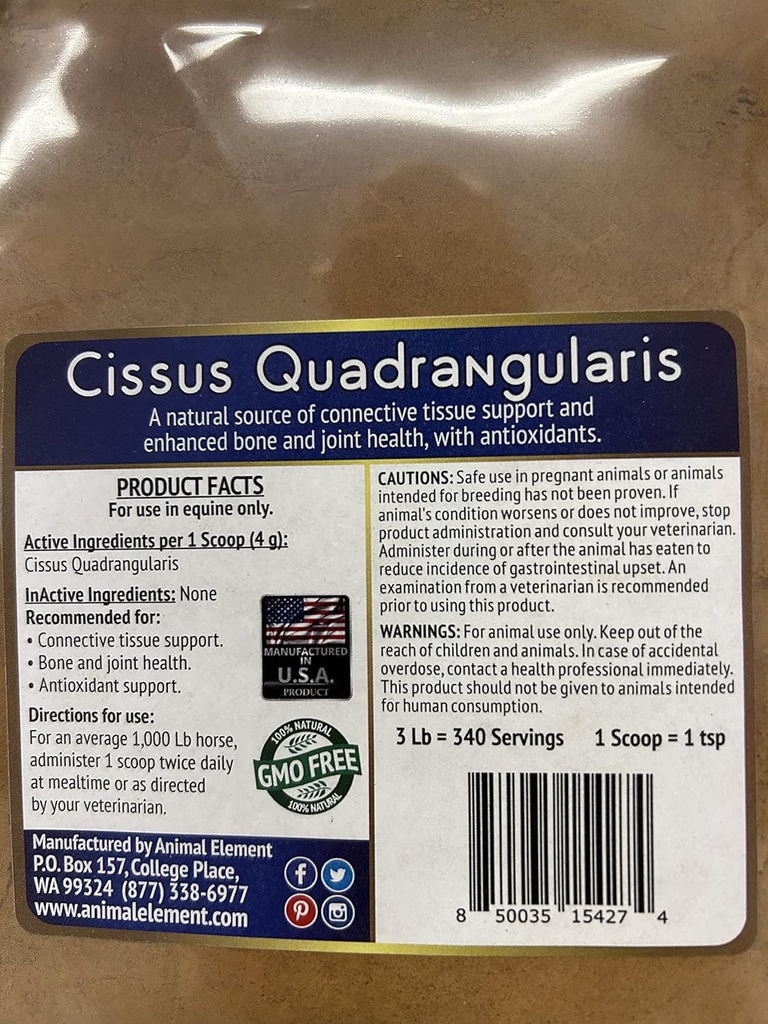 Cissus Quadrangularis
A natural source of connective tissue support and
enhanced bone and joint health, with antioxidants.
PRODUCT FACTS
For use in equine only.
Active Ingredients per 1 Scoop (4 g):
Cissus Quadrangularis
InActive Ingredients: None
Recommended for:
• Connective tissue support.
• Bone and joint health.
• Antioxidant support.
MANUFACTURED
IN
U.S.A.
PRODUCT
Directions for use:
For an average 1,000 Lb horse,
administer 1 scoop twice daily
at mealtime or as directed
by your veterinarian.
100% NATURAL
GMO FREE
100% NATURAL
Manufactured by Animal Element
P.O. Box 157, College Place,
WA 99324 (877) 338-6977
www.animalelement.com
CAUTIONS: Safe use in pregnant animals or animals
intended for breeding has not been proven. If
animal's condition worsens or does not improve, stop
product administration and consult your veterinarian.
Administer during or after the animal has eaten to
reduce incidence of gastrointestinal upset. An
examination from a veterinarian is recommended
prior to using this product.
WARNINGS: For animal use only. Keep out of the
reach of children and animals. In case of accidental
overdose, contact a health professional immediately.
This product should not be given to animals intended
for human consumption.
3 Lb = 340 Servings 1 Scoop = 1 tsp
8 50035 15427 4